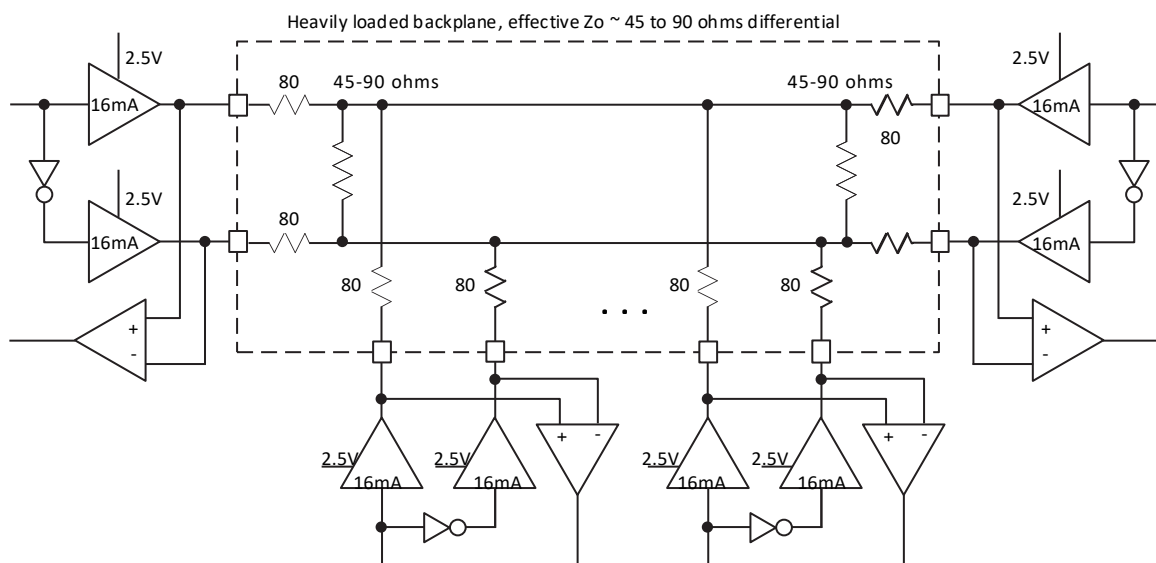 Heavily loaded backplane, effective Zo ~ 45 to 90 ohms differential
2.5V
2.5V
80
45-90 ohms
45-90 ohms
16mA
16mA
80
2.5V
2.5V
80
16mA
16mA
80
80
80
80
+
-
. . .
+
-
+
-
+
-
2.5V
2.5V
2.5V
2.5V
16mA
16mA
16mA
16mA